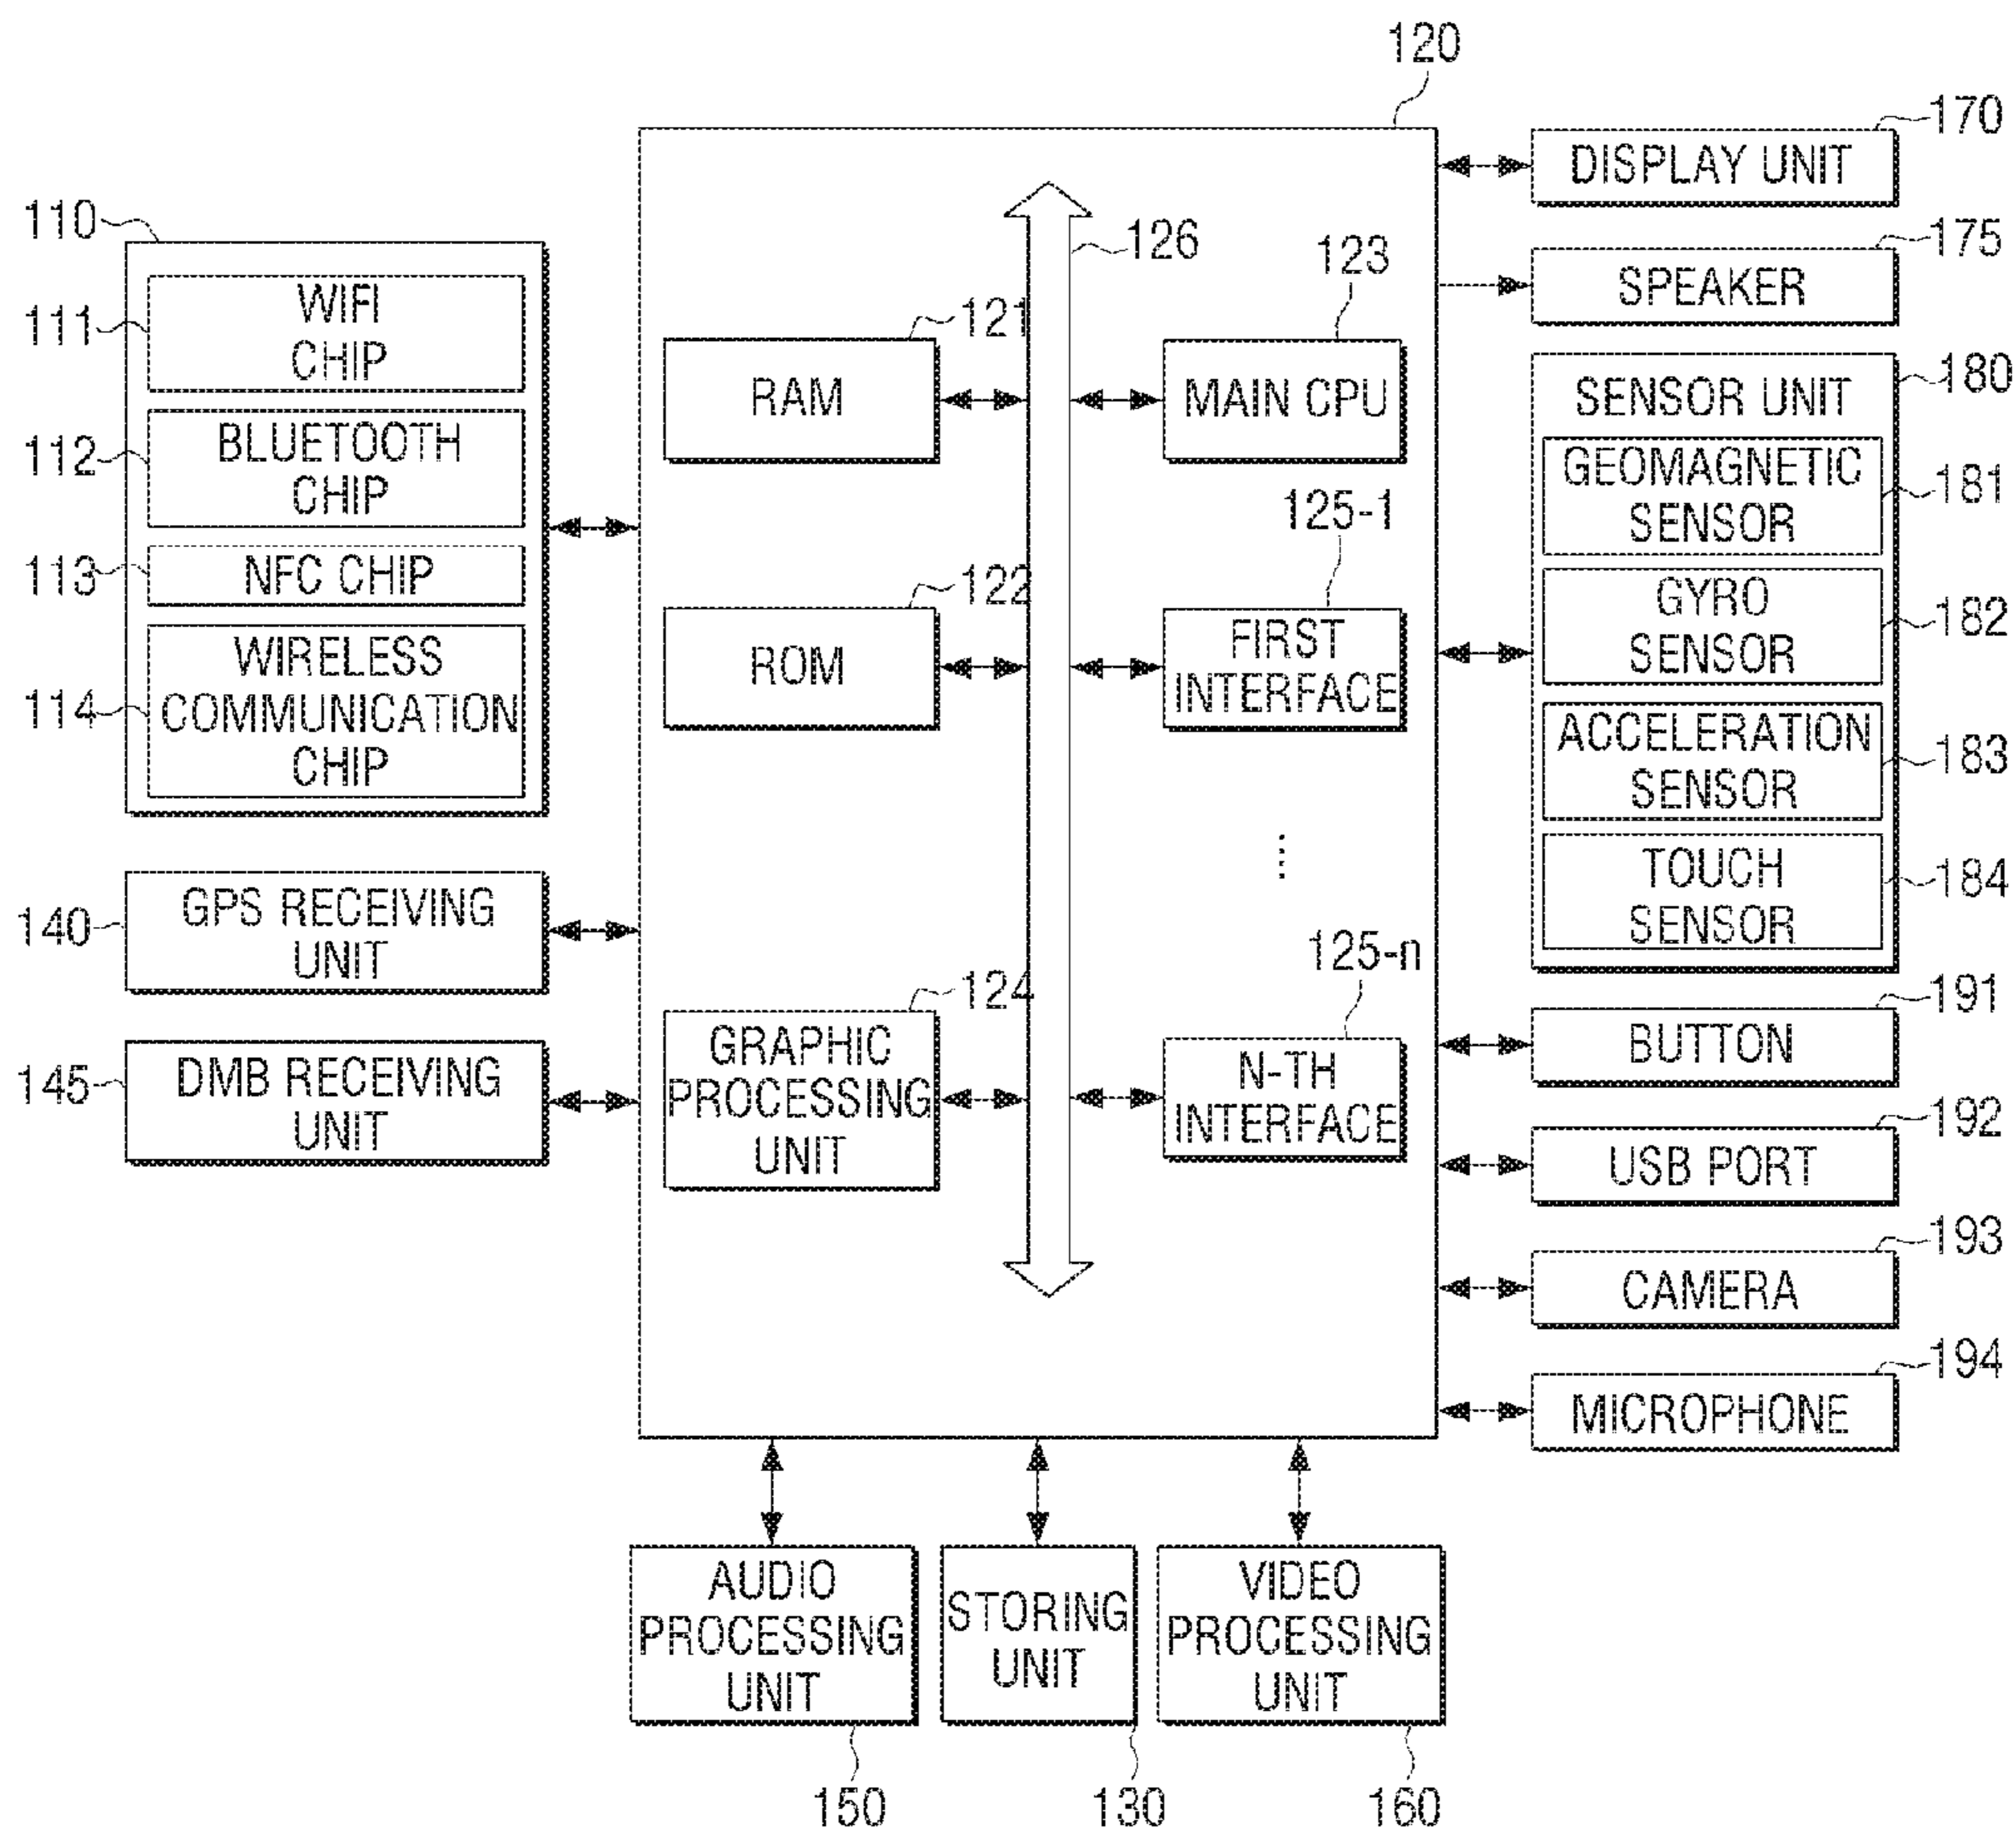 120
110
111
WIFI
CHIP
112
BLUETOOTH
CHIP
113
NFC CHIP
114
WIRELESS
COMMUNICATION
CHIP
140
GPS RECEIVING
UNIT
145
DMB RECEIVING
UNIT
126
121
RAM
122
ROM
124
GRAPHIC
PROCESSING
UNIT
123
MAIN CPU
125-1
FIRST
INTERFACE
⋮
125-n
N-TH
INTERFACE
170
DISPLAY UNIT
175
SPEAKER
180
SENSOR UNIT
GEOMAGNETIC
SENSOR
181
GYRO
SENSOR
182
ACCELERATION
SENSOR
183
TOUCH
SENSOR
184
191
BUTTON
192
USB PORT
193
CAMERA
194
MICROPHONE
AUDIO
PROCESSING
UNIT
150
STORING
UNIT
130
VIDEO
PROCESSING
UNIT
160